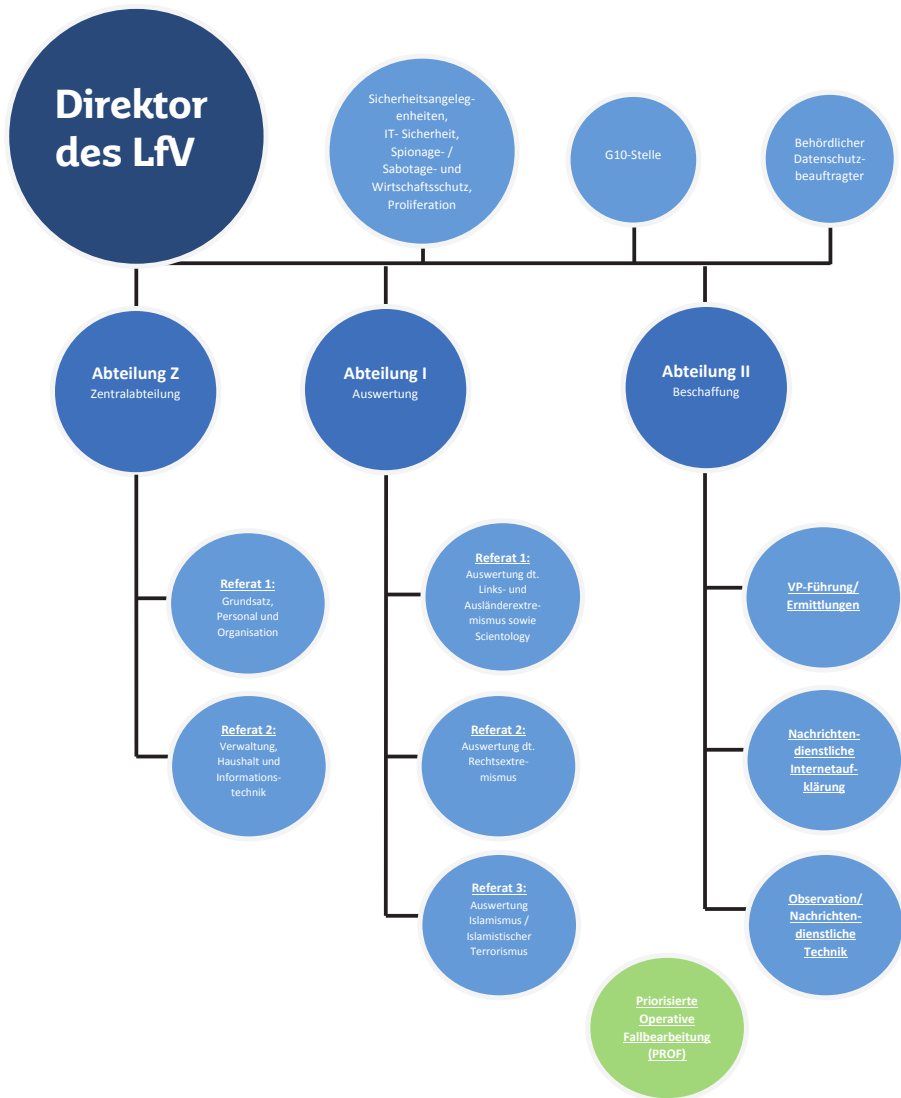 Direktor
des LfV
Sicherheitsangeleg-
enheiten,
IT- Sicherheit,
Spionage- /
Sabotage- und
Wirtschaftsschutz,
Proliferation
G10-Stelle
Behördlicher
Datenschutz-
beauftragter
Abteilung Z
Zentralabteilung
Abteilung I
Auswertung
Abteilung II
Beschaffung
Referat 1:
Grundsatz,
Personal und
Organisation
Referat 1:
Auswertung dt.
Links- und
Ausländerextre-
mismus sowie
Scientology
VP-Führung/
Ermittlungen
Referat 2:
Verwaltung,
Haushalt und
Informations-
technik
Referat 2:
Auswertung dt.
Rechtsextre-
mismus
Nachrichten-
dienstliche
Internetauf-
klärung
Referat 3:
Auswertung
Islamismus /
Islamistischer
Terrorismus
Observation/
Nachrichten-
dienstliche
Technik
Priorisierte
Operative
Fallbearbeitung
(PROF)